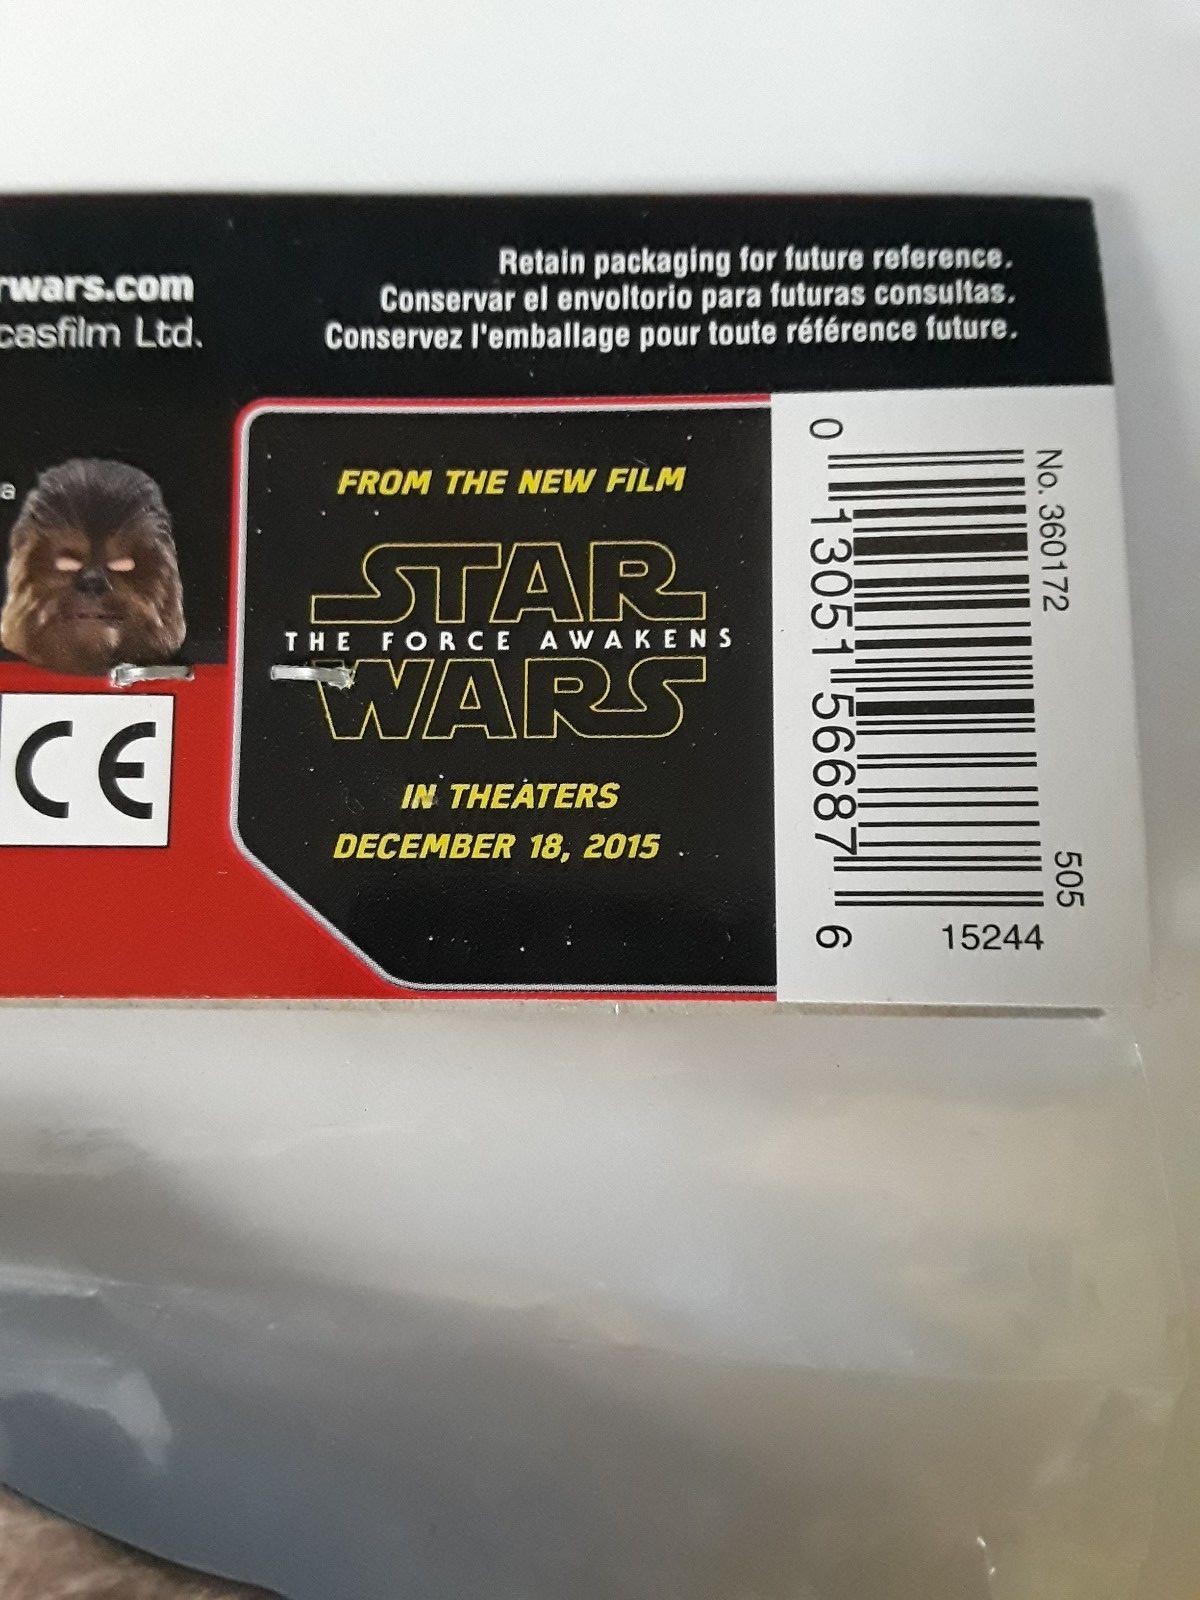 rwars.com
casfilm Ltd.
Retain packaging for future reference.
Conservar el envoltorio para futuras consultas.
Conservez l'emballage pour toute référence future.
a
CE
FROM THE NEW FILM
STAR
THE FORCE AWAKENS
WARS
IN THEATERS
DECEMBER 18, 2015
No. 360172
0 13051 56687 6
505
15244